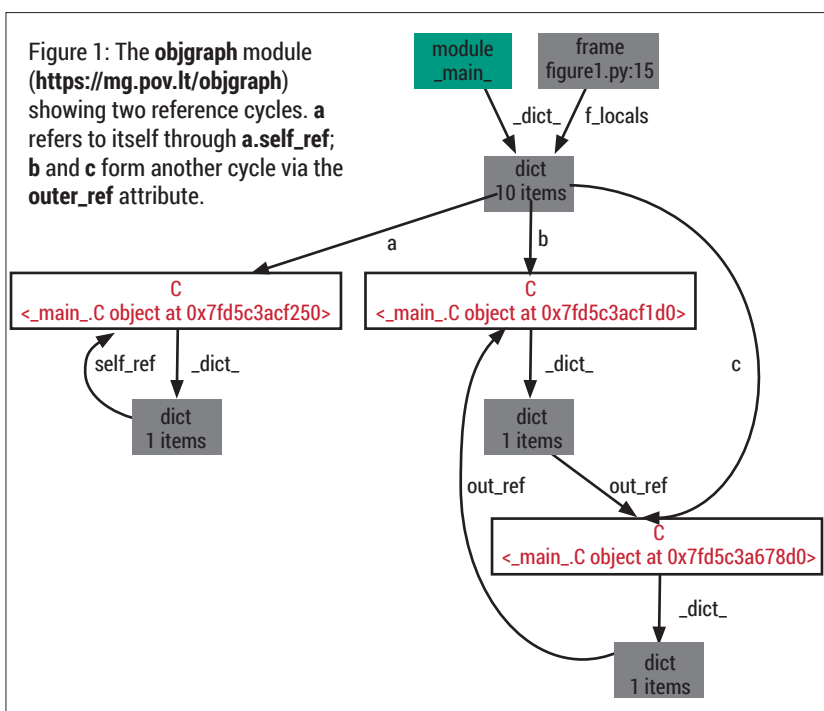 Figure 1: The objgraph module
(https://mg.pov.lt/objgraph)
showing two reference cycles. a
refers to itself through a.self_ref;
b and c form another cycle via the
outer_ref attribute.
module
_main_
frame
figure1.py:15
_dict_
f_locals
dict
10 items
a
b
c
C
<_main_.C object at 0x7fd5c3acf250>
C
<_main_.C object at 0x7fd5c3acf1d0>
self_ref
_dict_
_dict_
dict
1 items
dict
1 items
out_ref
out_ref
C
<_main_.C object at 0x7fd5c3a678d0>
_dict_
dict
1 items